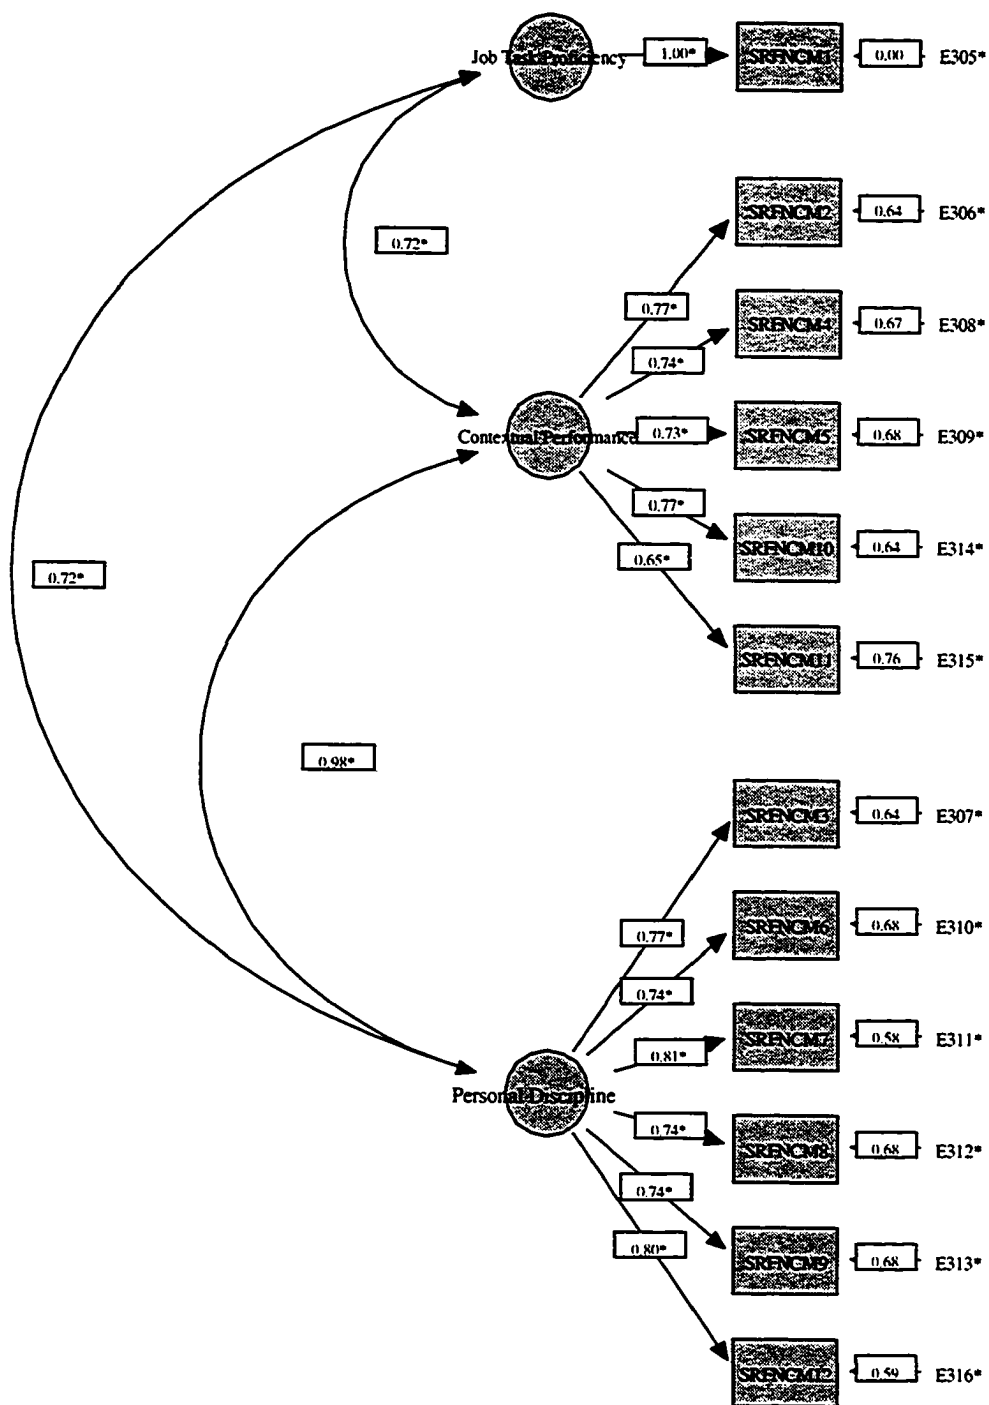 Job Task Proficiency 1.00* SRFNCM1 0.00 E305*
SRFNCM2 0.64 E306*
0.72*
0.77*
SRFNCM4 0.67 E308*
0.74*
Contextual Performance 0.73* SRFNCM5 0.68 E309*
0.77*
SRFNCM10 0.64 E314*
0.65*
0.72*
SRFNCM11 0.76 E315*
0.98*
SRFNCM3 0.64 E307*
0.77*
SRFNCM6 0.68 E310*
0.74*
0.81* SRFNCM7 0.58 E311*
Personal Discipline
0.74* SRFNCM8 0.68 E312*
0.74*
0.80*
SRFNCM9 0.68 E313*
SRFNCM12 0.59 E316*